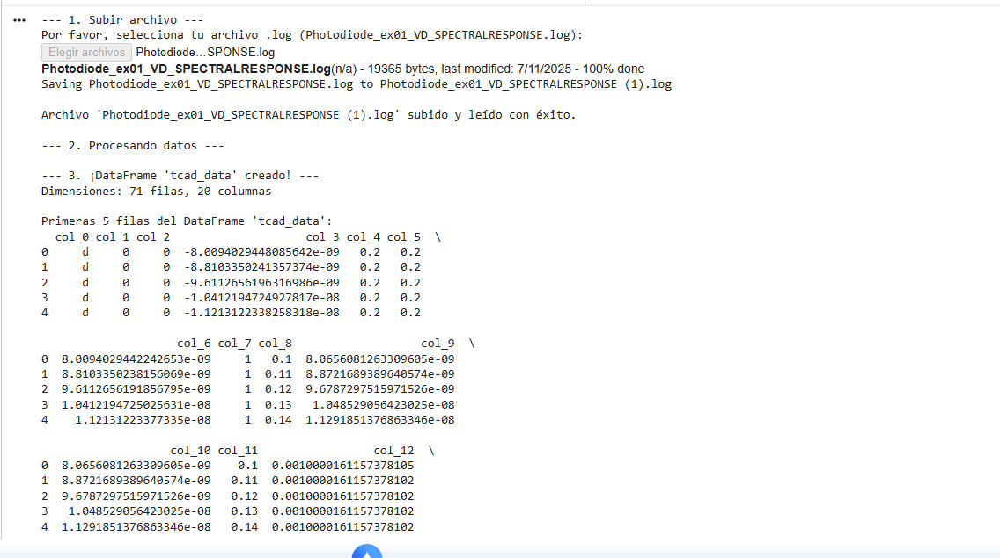 --- 1. Subir archivo ---
Por favor, selecciona tu archivo .log (Photodiode_ex01_VD_SPECTRALRESPONSE.log):
Elegir archivos Photodiode...SPONSE.log
Photodiode_ex01_VD_SPECTRALRESPONSE.log(n/a) - 19365 bytes, last modified: 7/11/2025 - 100% done
Saving Photodiode_ex01_VD_SPECTRALRESPONSE.log to Photodiode_ex01_VD_SPECTRALRESPONSE (1).log
Archivo 'Photodiode_ex01_VD_SPECTRALRESPONSE (1).log' subido y leído con éxito.
--- 2. Procesando datos ---
--- 3. ¡DataFrame 'tcad_data' creado! ---
Dimensiones: 71 filas, 20 columnas
Primeras 5 filas del DataFrame 'tcad_data':
col_0 col_1 col_2 col_3 col_4 col_5 \
0 d 0 0 -8.0094029448085642e-09 0.2 0.2
1 d 0 0 -8.8103350241357374e-09 0.2 0.2
2 d 0 0 -9.6112656196316986e-09 0.2 0.2
3 d 0 0 -1.0412194724927817e-08 0.2 0.2
4 d 0 0 -1.1213122338258318e-08 0.2 0.2
col_6 col_7 col_8 col_9 \
0 8.0094029442242653e-09 1 0.1 8.0656081263309605e-09
1 8.8103350238156069e-09 1 0.11 8.8721689389640574e-09
2 9.6112656191856795e-09 1 0.12 9.6787297515971526e-09
3 1.0412194725025631e-08 1 0.13 1.048529056423025e-08
4 1.12131223377335e-08 1 0.14 1.1291851376863346e-08
col_10 col_11 col_12 \
0 8.0656081263309605e-09 0.1 0.0010000161157378105
1 8.8721689389640574e-09 0.11 0.0010000161157378102
2 9.6787297515971526e-09 0.12 0.0010000161157378102
3 1.048529056423025e-08 0.13 0.0010000161157378102
4 1.1291851376863346e-08 0.14 0.0010000161157378102